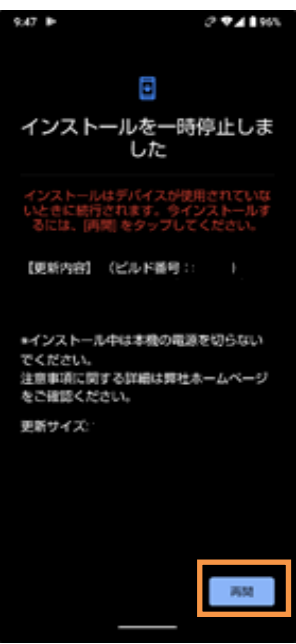 9:47 96%
インストールを一時停止しま
した
インストールはデバイスが使用されていな
いときに続行されます。今インストールす
るには、[再開] をタップしてください。
【更新内容】 （ビルド番号：: ）
*インストール中は本機の電源を切らない
でください。
注意事項に関する詳細は弊社ホームページ
をご確認ください。
更新サイズ:
再開